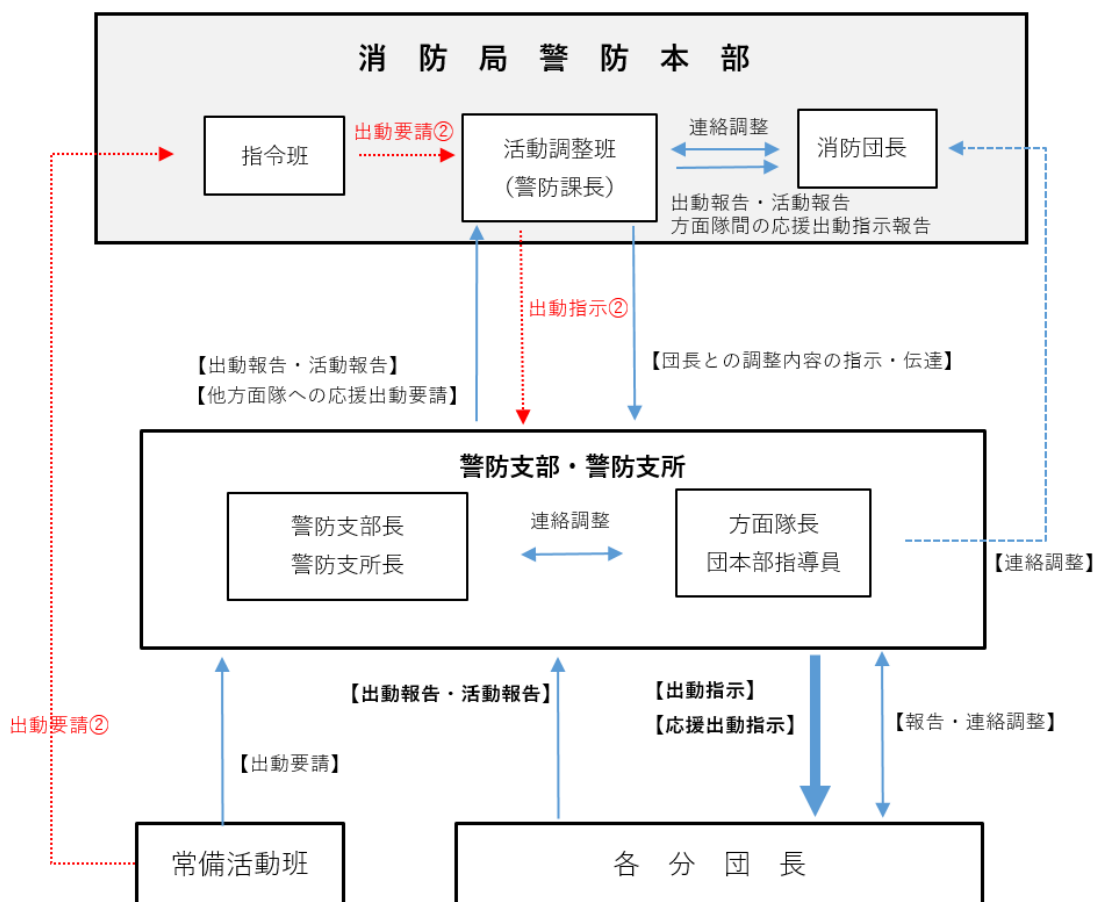 消防局警防本部
指令班
出動要請②
活動調整班
(警防課長)
連絡調整
消防団長
出動報告・活動報告
方面隊間の応援出動指示報告
出動指示②
【出動報告・活動報告】
【他方面隊への応援出動要請】
【団長との調整内容の指示・伝達】
警防支部・警防支所
警防支部長
警防支所長
連絡調整
方面隊長
団本部指導員
【連絡調整】
【出動報告・活動報告】
【出動指示】
【応援出動指示】
【報告・連絡調整】
出動要請②
【出動要請】
常備活動班
各分団長